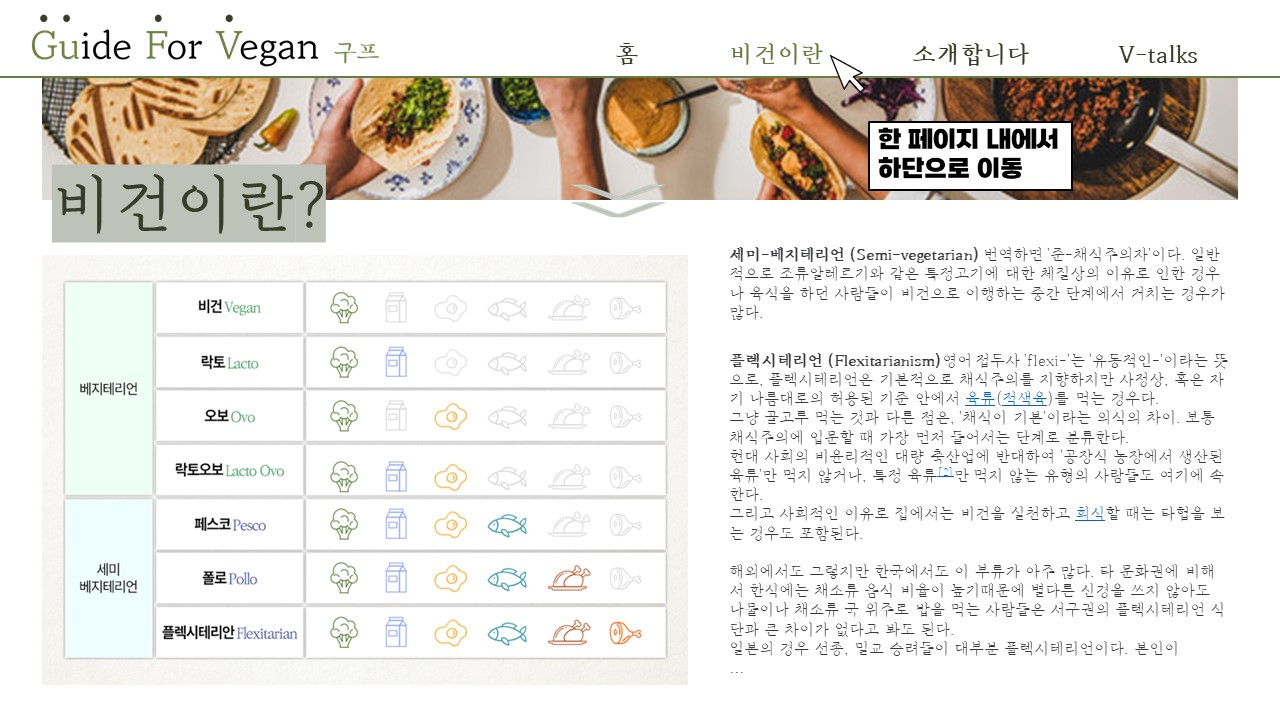 Guide For Vegan 구프
홈 비건이란 소개합니다 V-talks
한 페이지 내에서
하단으로 이동
비건이란?
베지테리언
비건 Vegan
락토 Lacto
오보 Ovo
락토오보 Lacto Ovo
세미
베지테리언
페스코 Pesco
폴로 Pollo
플렉시테리안 Flexitarian
세미-베지테리언 (Semi-vegetarian) 번역하면 '준-채식주의자'이다. 일반
적으로 조류알레르기와 같은 특정고기에 대한 체질상의 이유로 인한 경우
나 육식을 하던 사람들이 비건으로 이행하는 중간 단계에서 거치는 경우가
많다.
플렉시테리언 (Flexitarianism) 영어 접두사 'flexi-'는 '유동적인-'이라는 뜻
으로, 플렉시테리언은 기본적으로 채식주의를 지향하지만 사정상, 혹은 자
기 나름대로의 허용된 기준 안에서 육류(적색육)를 먹는 경우다.
그냥 골고루 먹는 것과 다른 점은, '채식이 기본'이라는 의식의 차이. 보통
채식주의에 입문할 때 가장 먼저 들어서는 단계로 분류한다.
현대 사회의 비윤리적인 대량 축산업에 반대하여 '공장식 농장에서 생산된
육류'만 먹지 않거나, 특정 육류[2]만 먹지 않는 유형의 사람들도 여기에 속
한다.
그리고 사회적인 이유로 집에서는 비건을 실천하고 회식할 때는 타협을 보
는 경우도 포함된다.
해외에서도 그렇지만 한국에서도 이 부류가 아주 많다. 타 문화권에 비해
서 한식에는 채소류 음식 비율이 높기때문에 별다른 신경을 쓰지 않아도
나물이나 채소류 국 위주로 밥을 먹는 사람들은 서구권의 플렉시테리언 식
단과 큰 차이가 없다고 봐도 된다.
일본의 경우 선종, 밀교 승려들이 대부분 플렉시테리언이다. 본인이
...